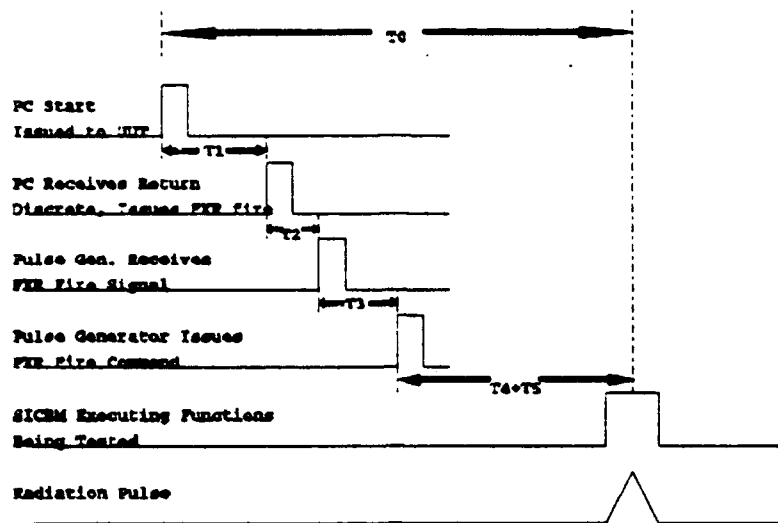 T0
PC Start
Issued to UUT
T1
PC Receives Return
Discrete, Issues FXR fire
T2
Pulse Gen. Receives
FXR Fire Signal
T3
Pulse Generator Issues
FXR Fire Command
T4+T5
SICBM Executing Functions
Being Tested
Radiation Pulse